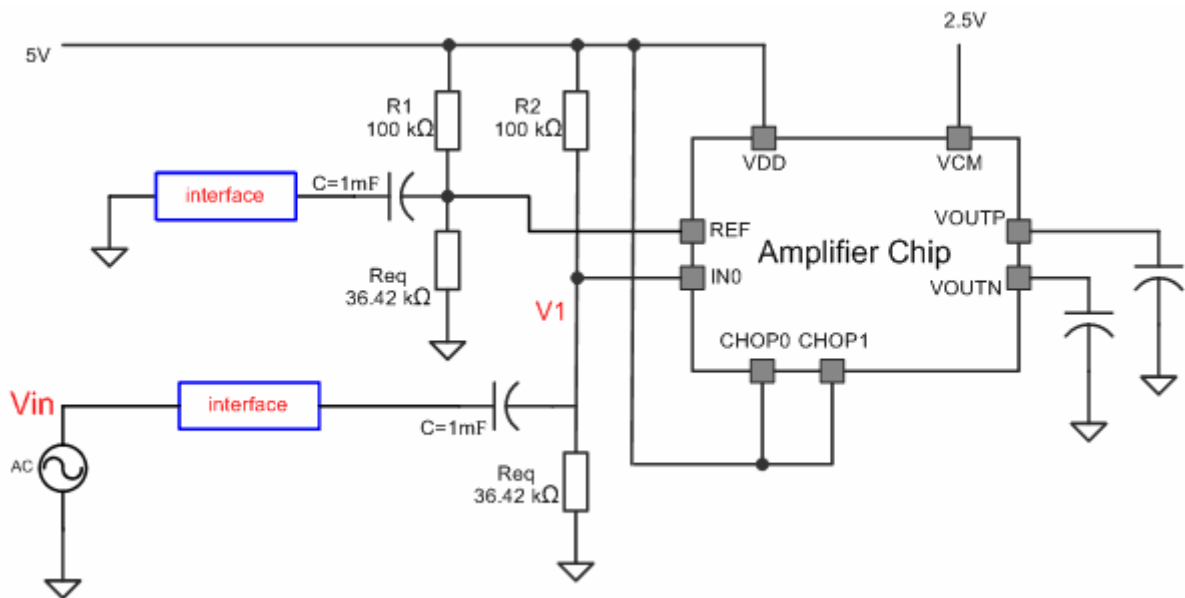 5V
2.5V
R1
100 kΩ
R2
100 kΩ
VDD
VCM
interface
C=1mF
REF
Amplifier Chip
VOUTP
IN0
VOUTN
Req
36.42 kΩ
V1
CHOP0
CHOP1
Vin
interface
C=1mF
AC
Req
36.42 kΩ